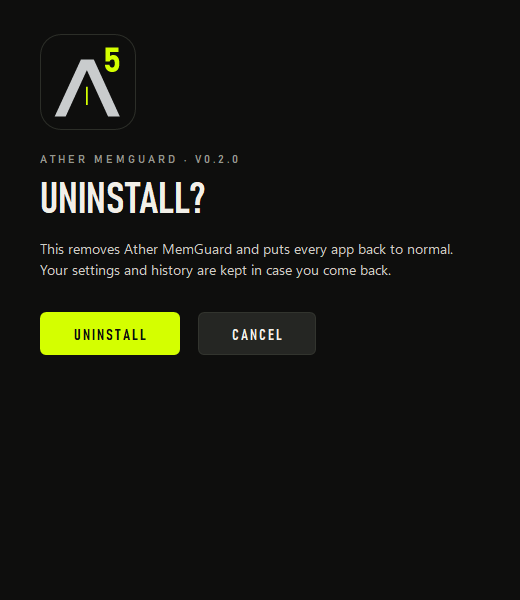 5
ATHER MEMGUARD · V0.2.0
UNINSTALL?
This removes Ather MemGuard and puts every app back to normal.
Your settings and history are kept in case you come back.
UNINSTALL
CANCEL